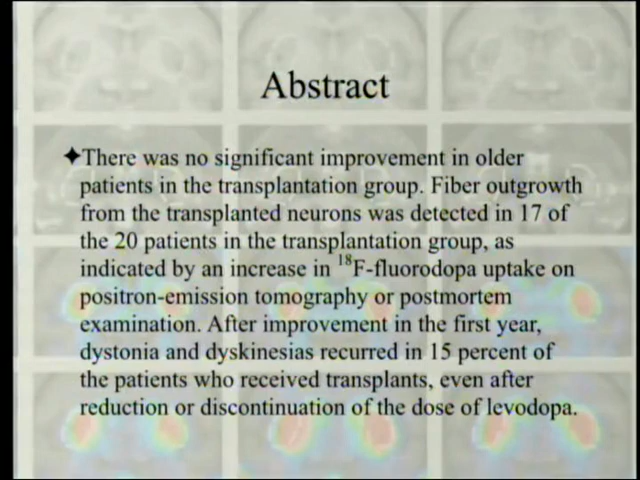 Abstract
✦There was no significant improvement in older
patients in the transplantation group. Fiber outgrowth
from the transplanted neurons was detected in 17 of
the 20 patients in the transplantation group, as
indicated by an increase in ¹⁸F-fluorodopa uptake on
positron-emission tomography or postmortem
examination. After improvement in the first year,
dystonia and dyskinesias recurred in 15 percent of
the patients who received transplants, even after
reduction or discontinuation of the dose of levodopa.